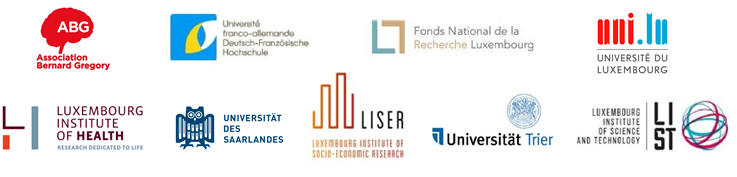 ABG
Association
Bernard Gregory
Université
franco-allemande
Deutsch-Französische
Hochschule
Fonds National de la
Recherche Luxembourg
uni.lu
UNIVERSITÉ DU
LUXEMBOURG
LUXEMBOURG
INSTITUTE
OF HEALTH
RESEARCH DEDICATED TO LIFE
UNIVERSITÄT
DES
SAARLANDES
LISER
LUXEMBOURG INSTITUTE OF
SOCIO-ECONOMIC RESEARCH
Universität Trier
LUXEMBOURG
INSTITUTE
OF SCIENCE
AND TECHNOLOGY
LI
ST